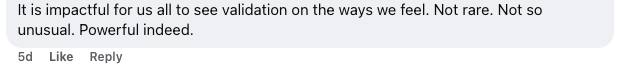 It is impactful for us all to see validation on the ways we feel. Not rare. Not so
unusual. Powerful indeed.
5d Like Reply